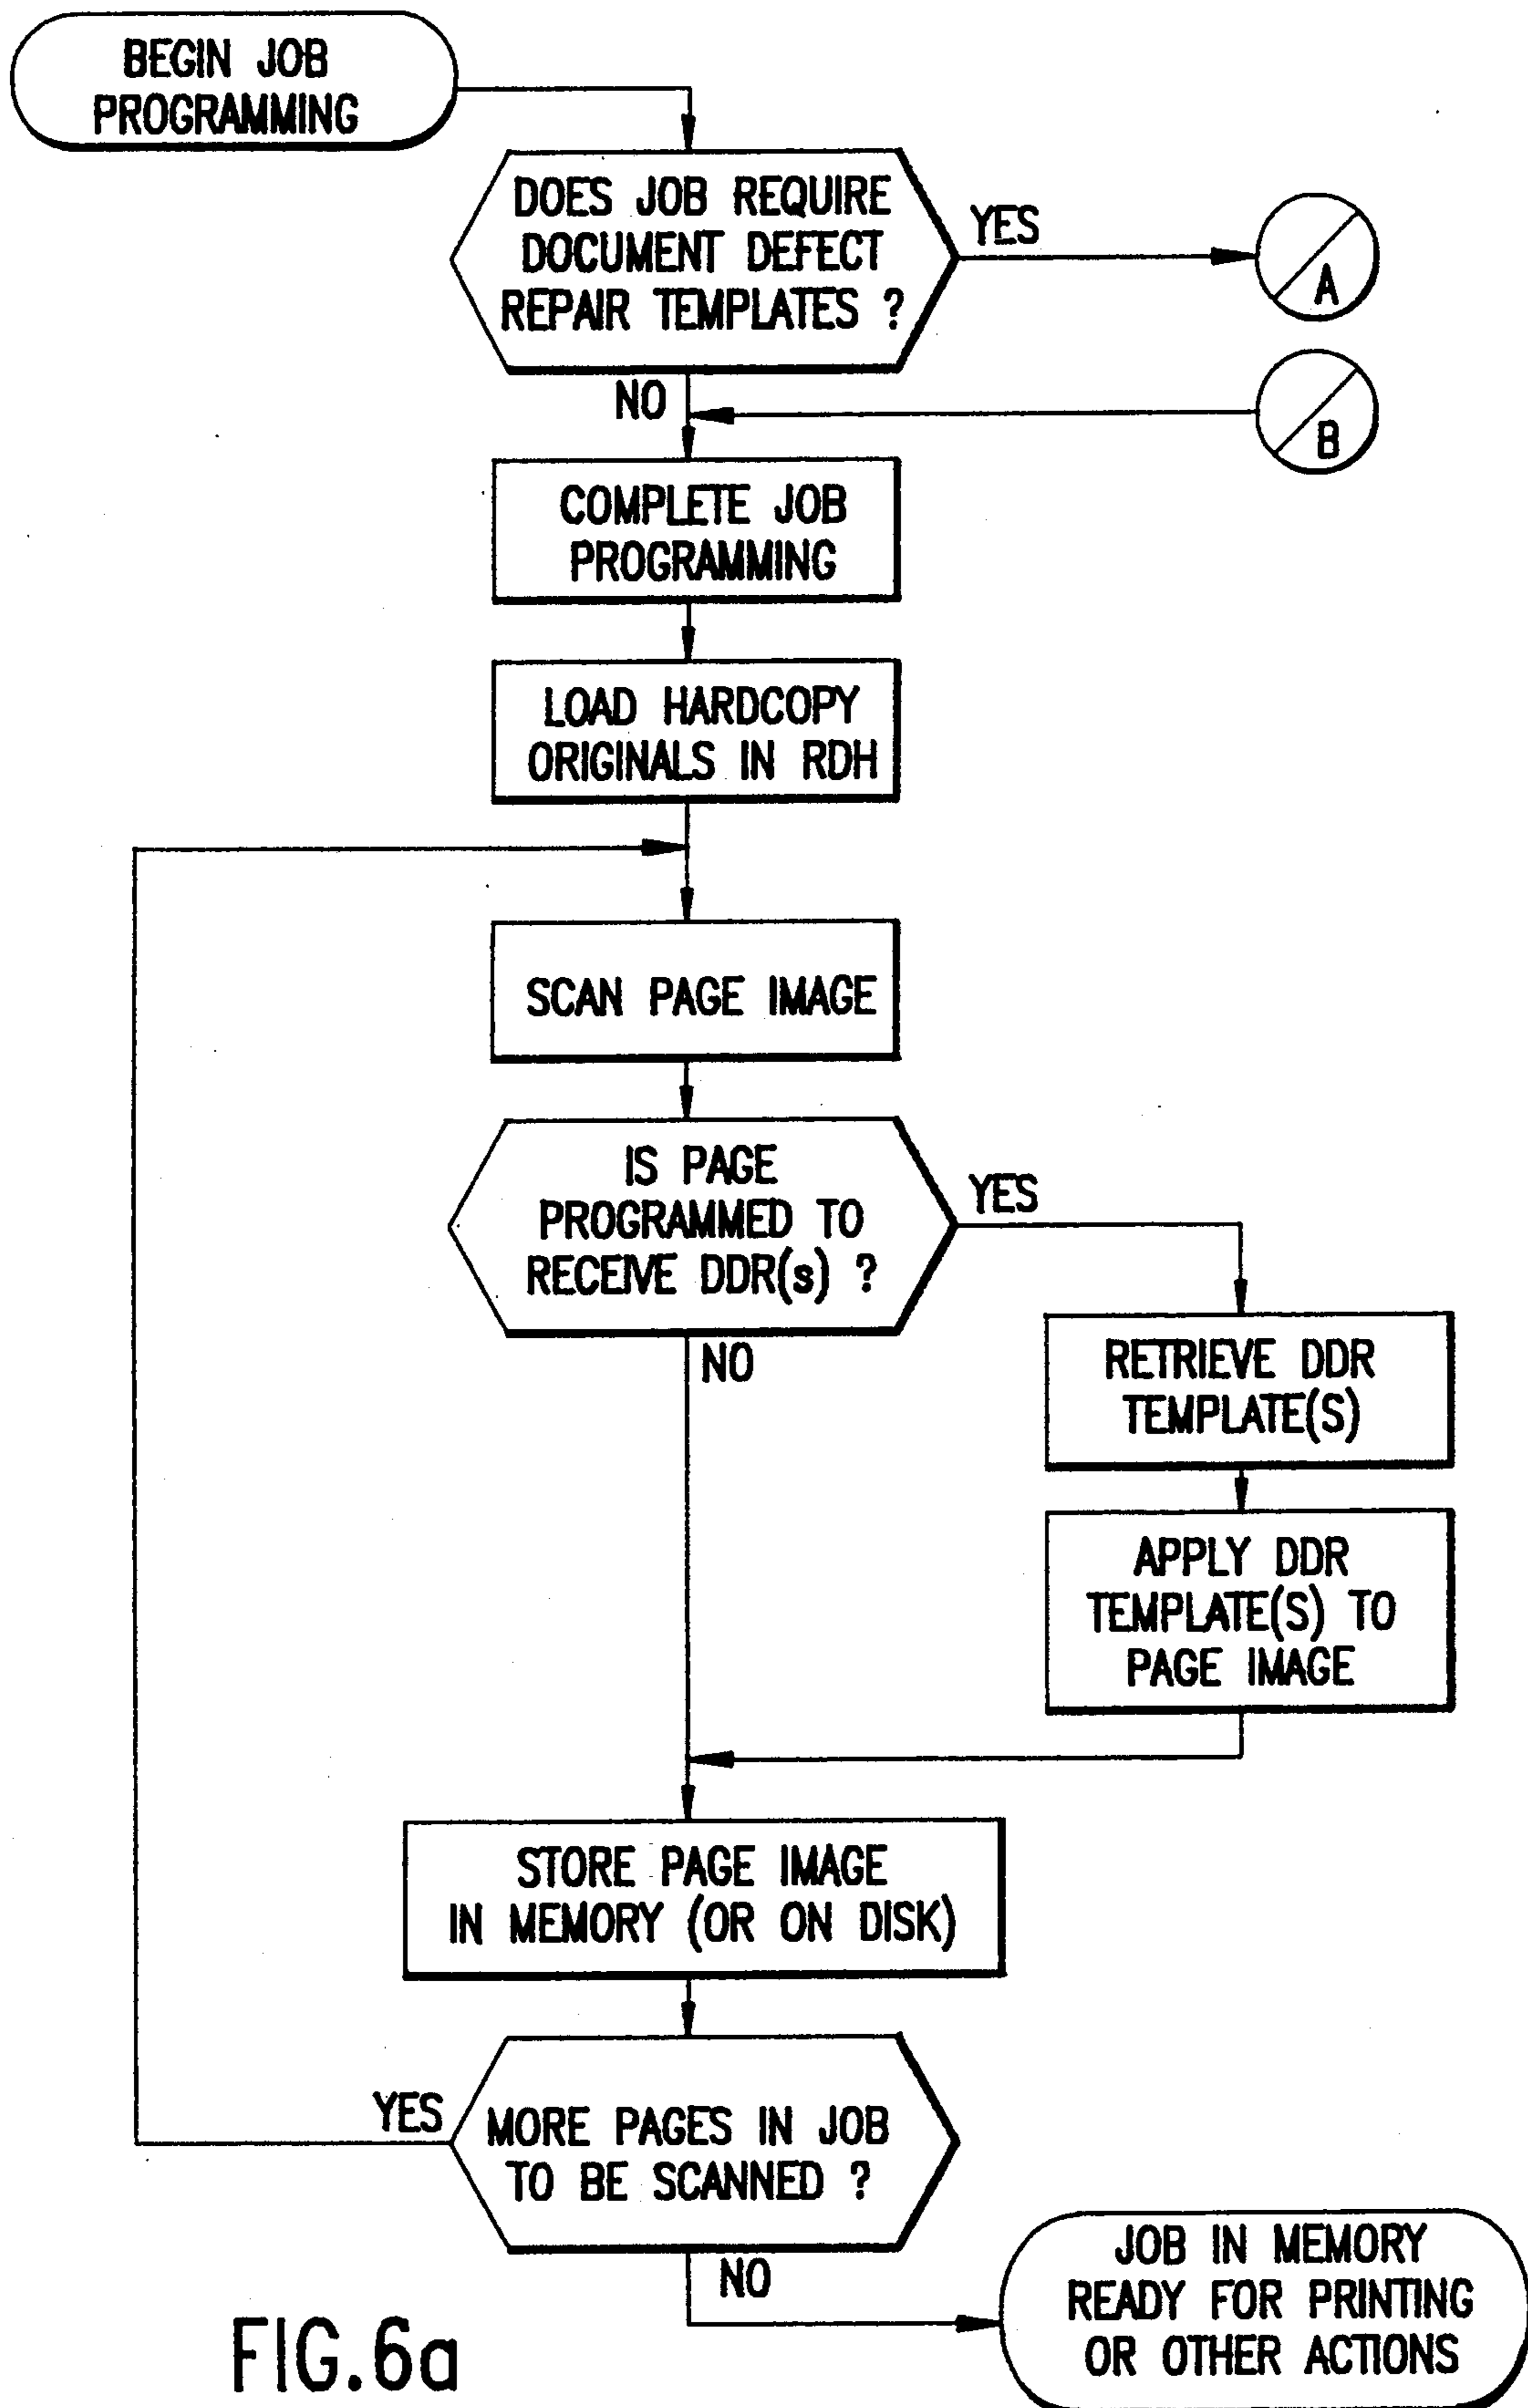 BEGIN JOB
PROGRAMMING
DOES JOB REQUIRE
DOCUMENT DEFECT
REPAIR TEMPLATES ?
YES
A
NO
B
COMPLETE JOB
PROGRAMMING
LOAD HARDCOPY
ORIGINALS IN RDH
SCAN PAGE IMAGE
IS PAGE
PROGRAMMED TO
RECEIVE DDR(s) ?
YES
NO
RETRIEVE DDR
TEMPLATE(S)
APPLY DDR
TEMPLATE(S) TO
PAGE IMAGE
STORE PAGE IMAGE
IN MEMORY (OR ON DISK)
YES
MORE PAGES IN JOB
TO BE SCANNED ?
NO
JOB IN MEMORY
READY FOR PRINTING
OR OTHER ACTIONS
FIG.6a